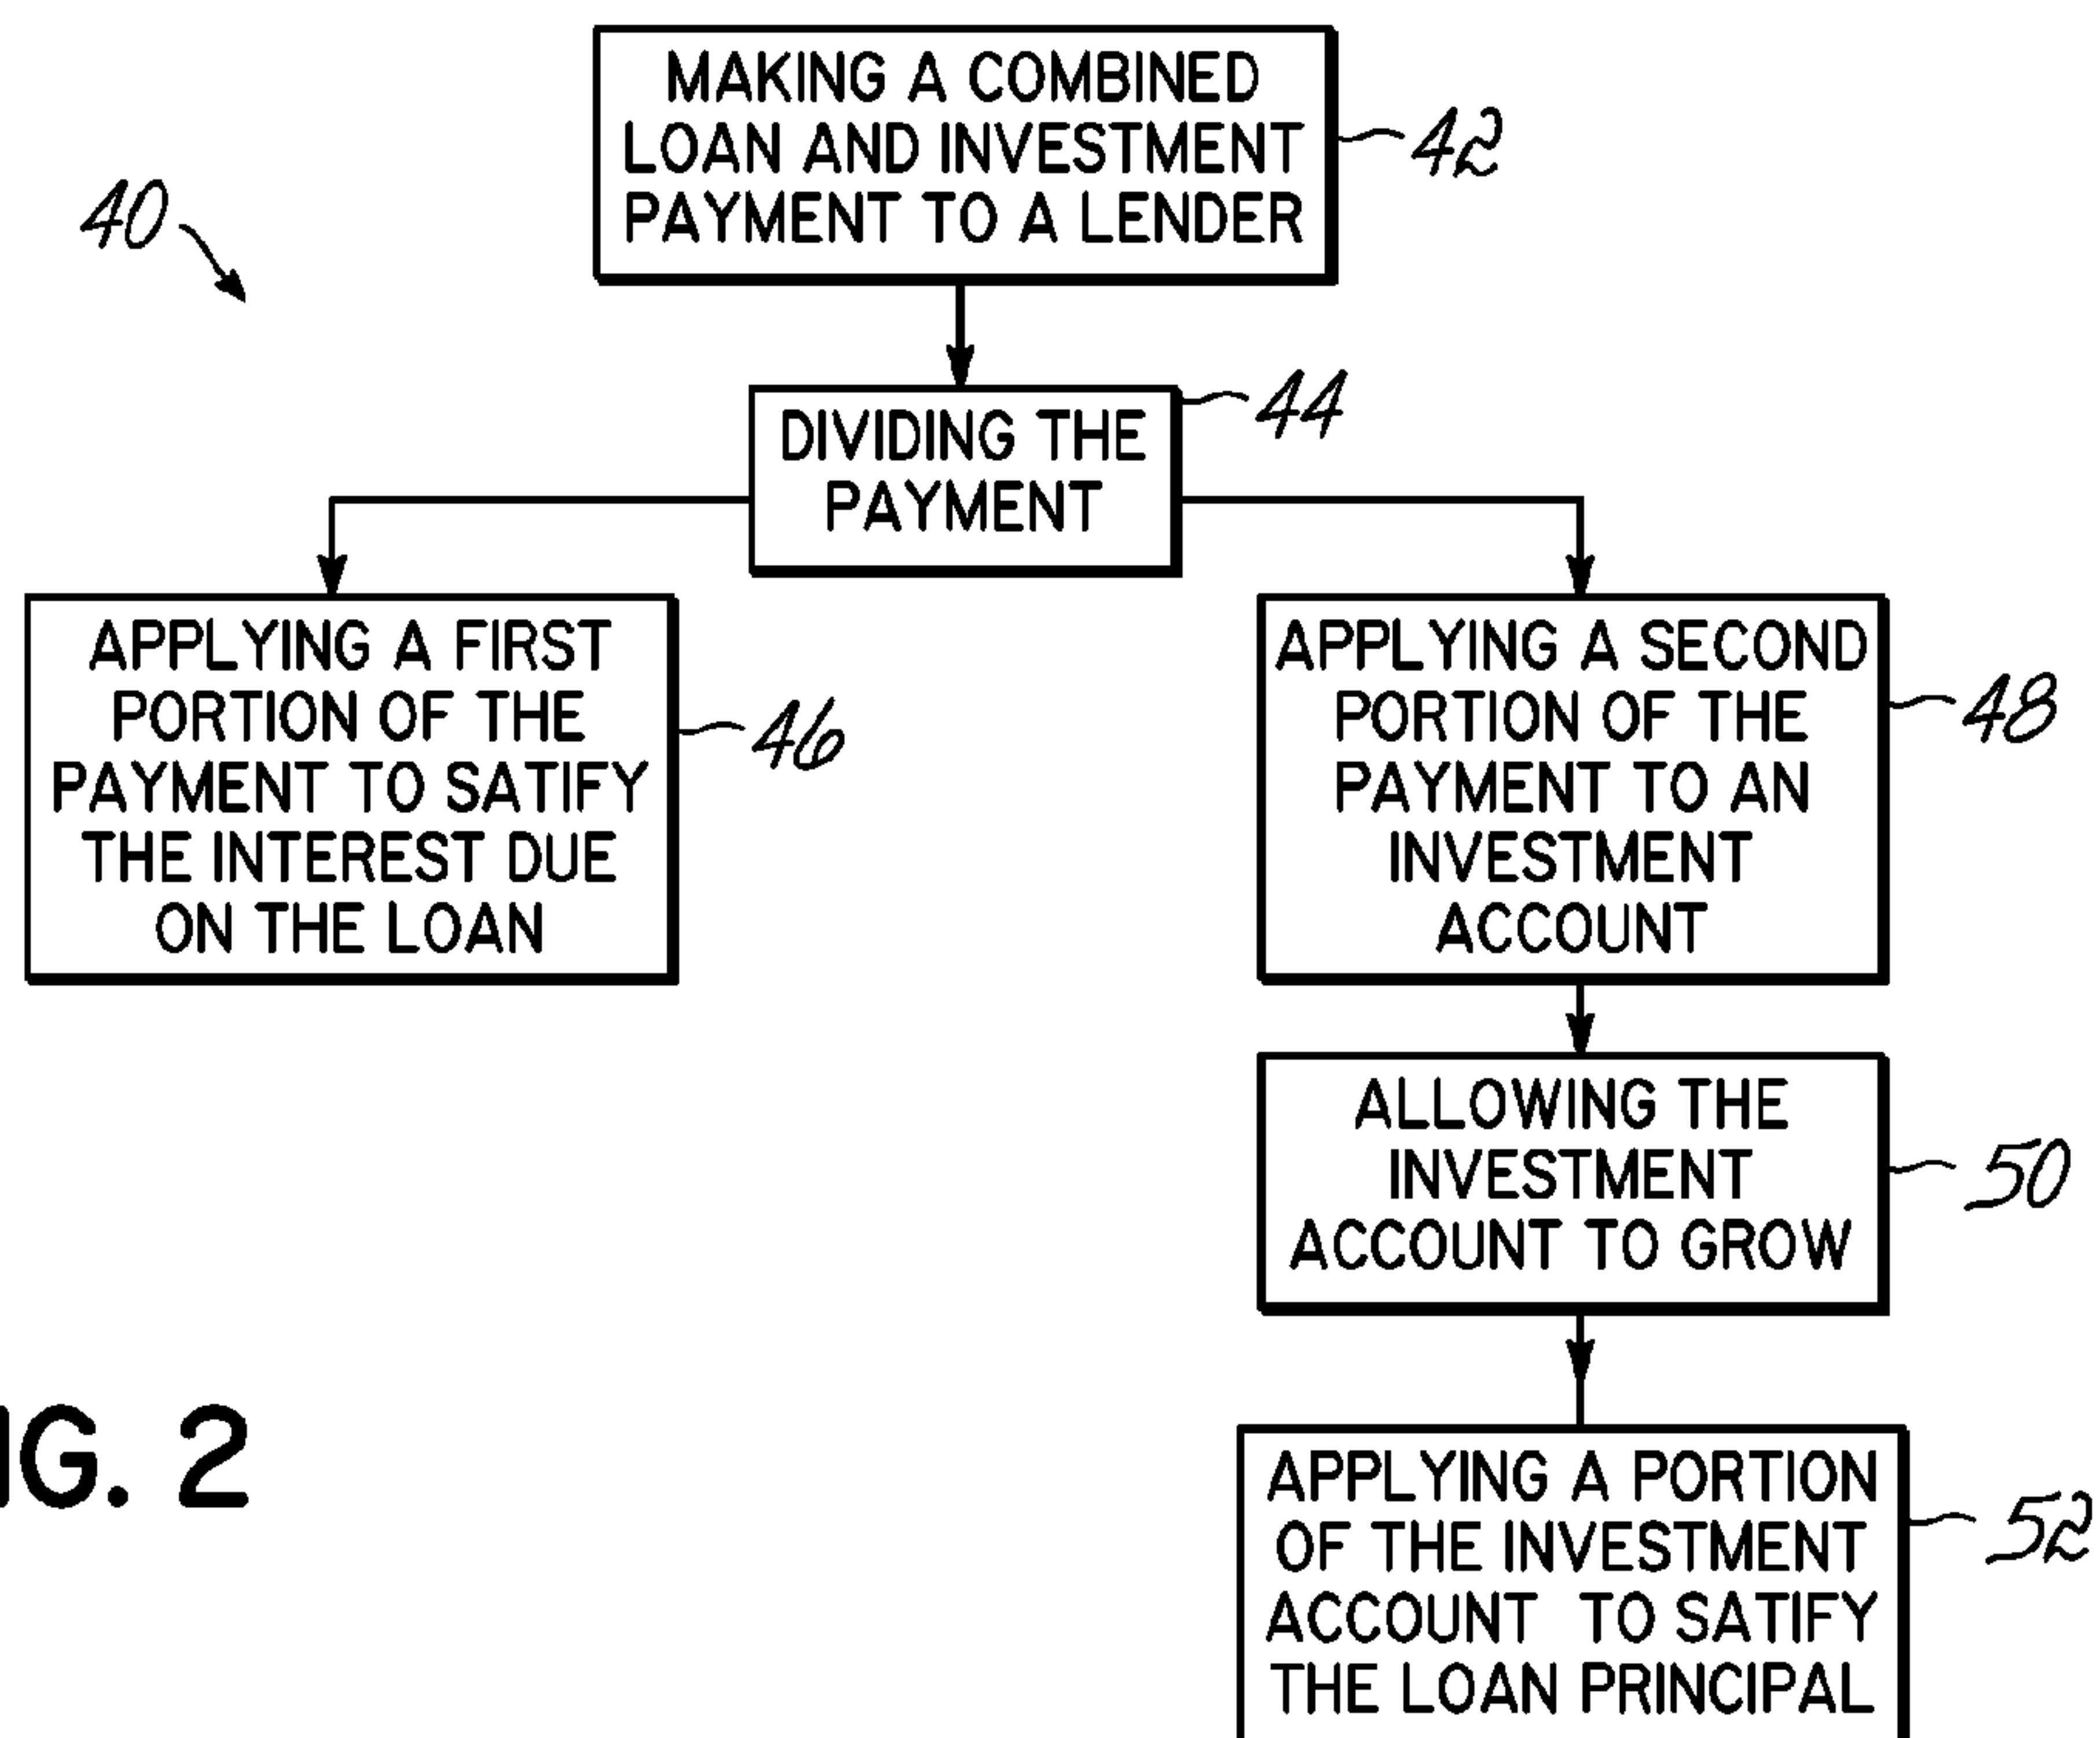 MAKING A COMBINED
LOAN AND INVESTMENT
PAYMENT TO A LENDER
42
40
44
DIVIDING THE
PAYMENT
APPLYING A FIRST
PORTION OF THE
PAYMENT TO SATIFY
THE INTEREST DUE
ON THE LOAN
46
APPLYING A SECOND
PORTION OF THE
PAYMENT TO AN
INVESTMENT
ACCOUNT
48
ALLOWING THE
INVESTMENT
ACCOUNT TO GROW
50
IG. 2
APPLYING A PORTION
OF THE INVESTMENT
ACCOUNT TO SATIFY
THE LOAN PRINCIPAL
52